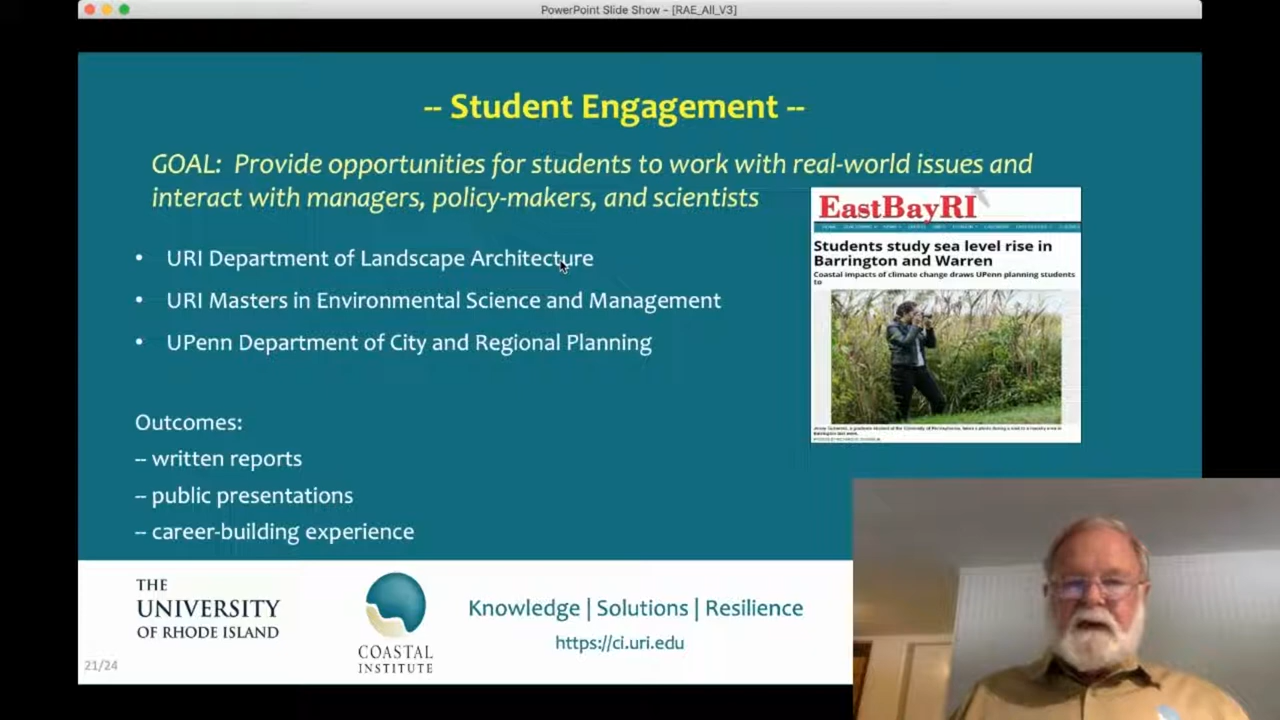 PowerPoint Slide Show - [RAE_All_V3]
-- Student Engagement --
GOAL: Provide opportunities for students to work with real-world issues and
interact with managers, policy-makers, and scientists
• URI Department of Landscape Architecture
• URI Masters in Environmental Science and Management
• UPenn Department of City and Regional Planning
Outcomes:
-- written reports
-- public presentations
-- career-building experience
EastBayRI
Students study sea level rise in
Barrington and Warren
Coastal impacts of climate change draws UPenn planning students
to
THE
UNIVERSITY
OF RHODE ISLAND
COASTAL
INSTITUTE
Knowledge | Solutions | Resilience
https://ci.uri.edu
21/24